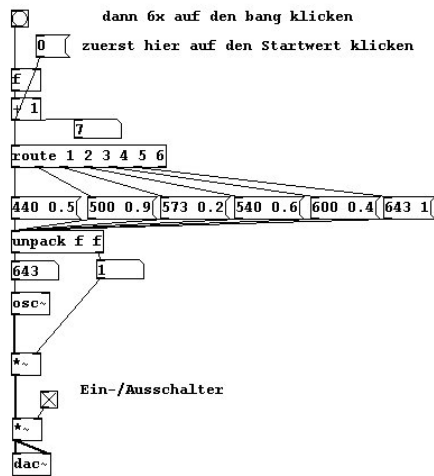 dann 6x auf den bang klicken
0 zuerst hier auf den Startwert klicken
f
+ 1
7
route 1 2 3 4 5 6
440 0.5 500 0.9 573 0.2 540 0.6 600 0.4 643 1
unpack f f
643 1
osc~
*~
Ein-/Ausschalter
*~
dac~